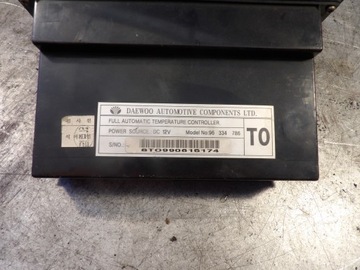 DAEWOO AUTOMOTIVE COMPONENTS LTD.
FULL AUTOMATIC TEMPERATURE CONTROLLER
POWER SOURCE: DC 12V Model No: 96 334 786
TO
S/NO
8TO990616174